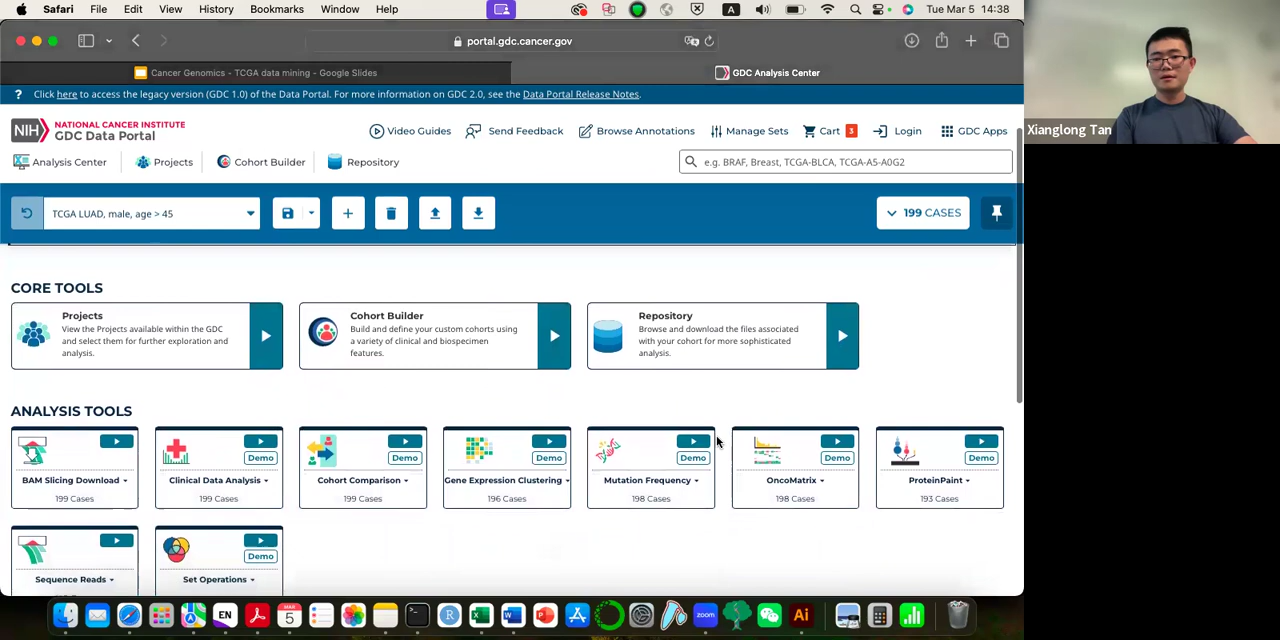 Safari File Edit View History Bookmarks Window Help A Tue Mar 5 14:38
portal.gdc.cancer.gov
Cancer Genomics - TCGA data mining - Google Slides GDC Analysis Center
? Click here to access the legacy version (GDC 1.0) of the Data Portal. For more information on GDC 2.0, see the Data Portal Release Notes.
NIH NATIONAL CANCER INSTITUTE
GDC Data Portal
Video Guides Send Feedback Browse Annotations Manage Sets Cart 3 Login GDC Apps
Analysis Center Projects Cohort Builder Repository e.g. BRAF, Breast, TCGA-BLCA, TCGA-A5-A0G2
TCGA LUAD, male, age > 45 199 CASES
CORE TOOLS
Projects
View the Projects available within the GDC
and select them for further exploration and
analysis.
Cohort Builder
Build and define your custom cohorts using
a variety of clinical and biospecimen
features.
Repository
Browse and download the files associated
with your cohort for more sophisticated
analysis.
ANALYSIS TOOLS
BAM Slicing Download
199 Cases
Demo
Clinical Data Analysis
199 Cases
Demo
Cohort Comparison
199 Cases
Demo
Gene Expression Clustering
196 Cases
Demo
Mutation Frequency
198 Cases
Demo
OncoMatrix
198 Cases
Demo
ProteinPaint
193 Cases
Sequence Reads
Demo
Set Operations
EN MAR 5 R zoom Ai
Xianglong Tan